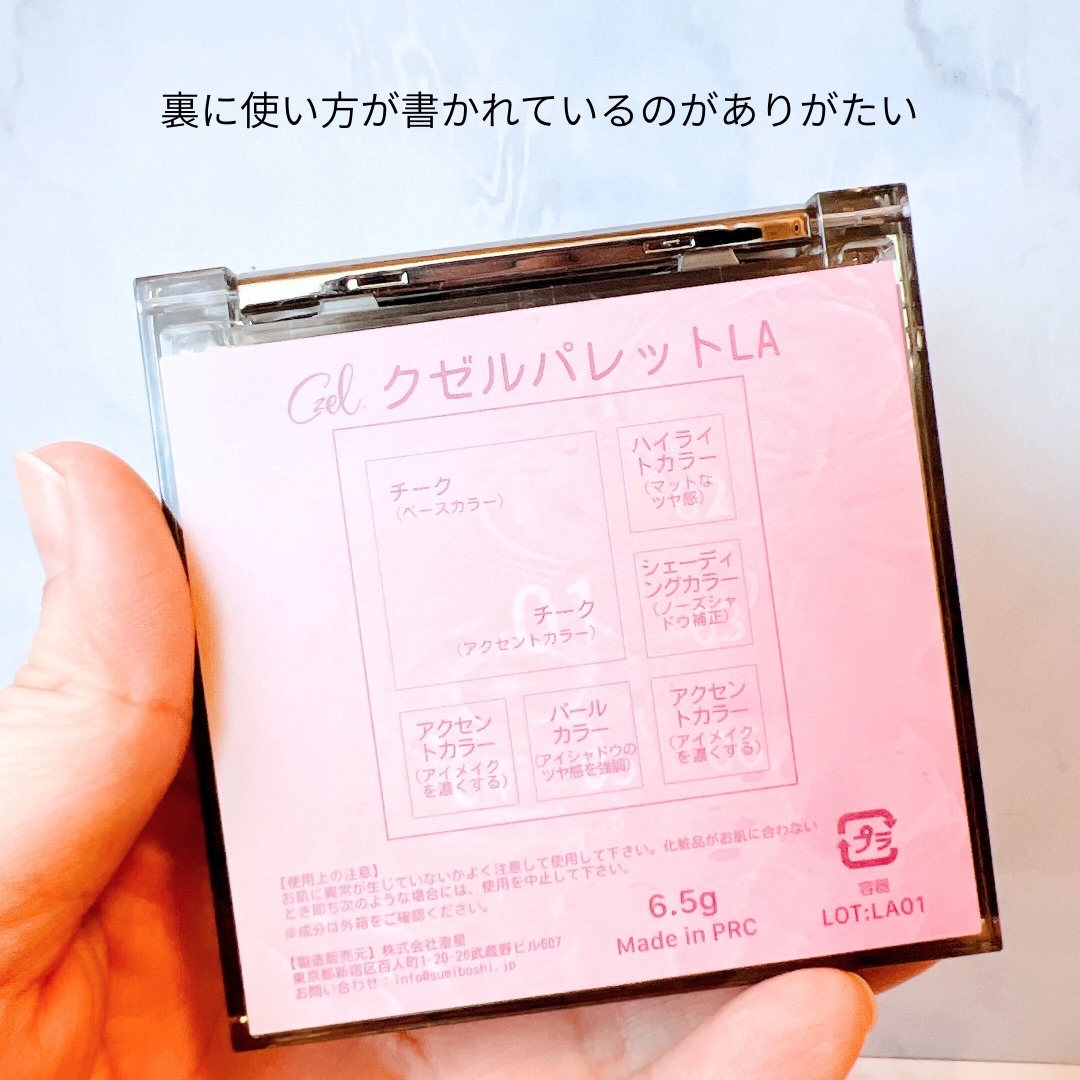 裏に使い方が書かれているのがありがたい
Czel. クゼルパレットLA
チーク
(ベースカラー)
01
チーク
(アクセントカラー)
ハイライ
トカラー
(マットな
ツヤ感)
02
シェーディ
ングカラー
(ノーズシャ
ドウ補正)
03
アクセン
トカラー
(アイメイク
を濃くする)
パール
カラー
(アイシャドウの
ツヤ感を強調)
アクセン
トカラー
(アイメイク
を濃くする)
【使用上の注意】
お肌に異常が生じていないかよく注意して使用して下さい。化粧品がお肌に合わない
とき即ち次のような場合には、使用を中止して下さい。
※成分は外箱をご確認ください。
【製造販売元】株式会社澄星
東京都新宿区百人町1-20-26武蔵野ビル607
お問い合わせ：info@sumiboshi.jp
6.5g
Made in PRC
プラ
容器
LOT:LA01